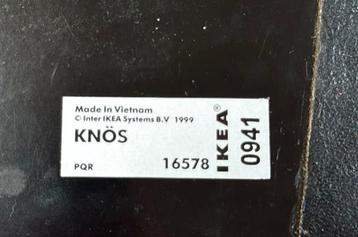 Made In Vietnam
© Inter IKEA Systems B.V 1999
KNÖS
PQR 16578
IKEA®
0941